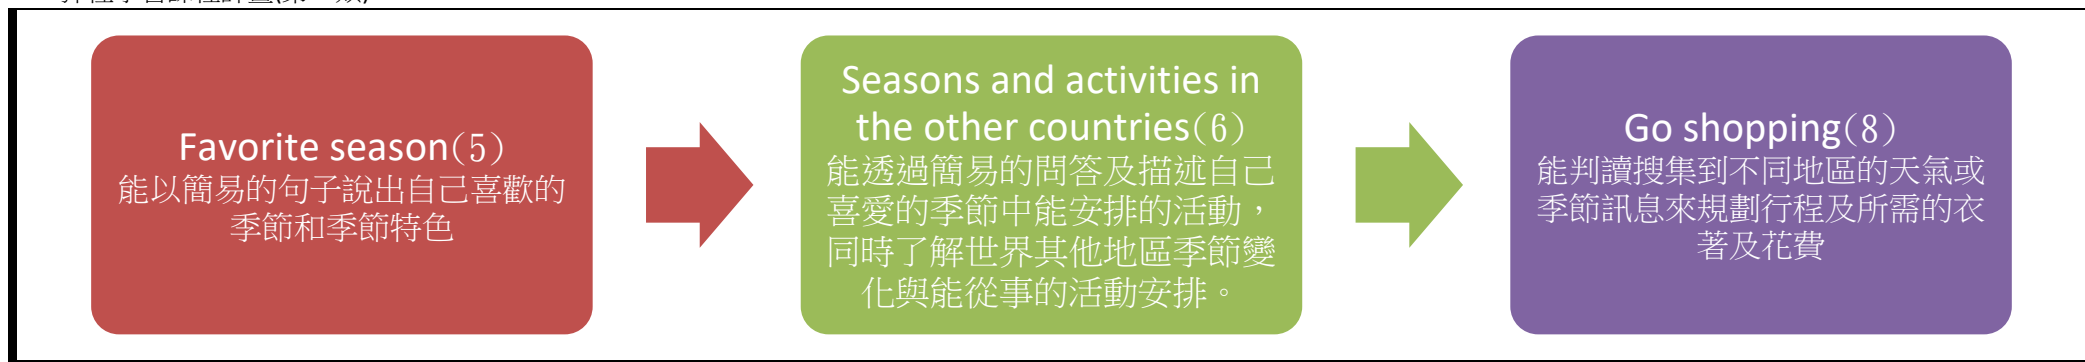 Favorite season(5)
能以簡易的句子說出自己喜歡的
季節和季節特色
Seasons and activities in
the other countries(6)
能透過簡易的問答及描述自己
喜愛的季節中能安排的活動，
同時了解世界其他地區季節變
化與能從事的活動安排。
Go shopping(8)
能判讀搜集到不同地區的天氣或
季節訊息來規劃行程及所需的衣
著及花費